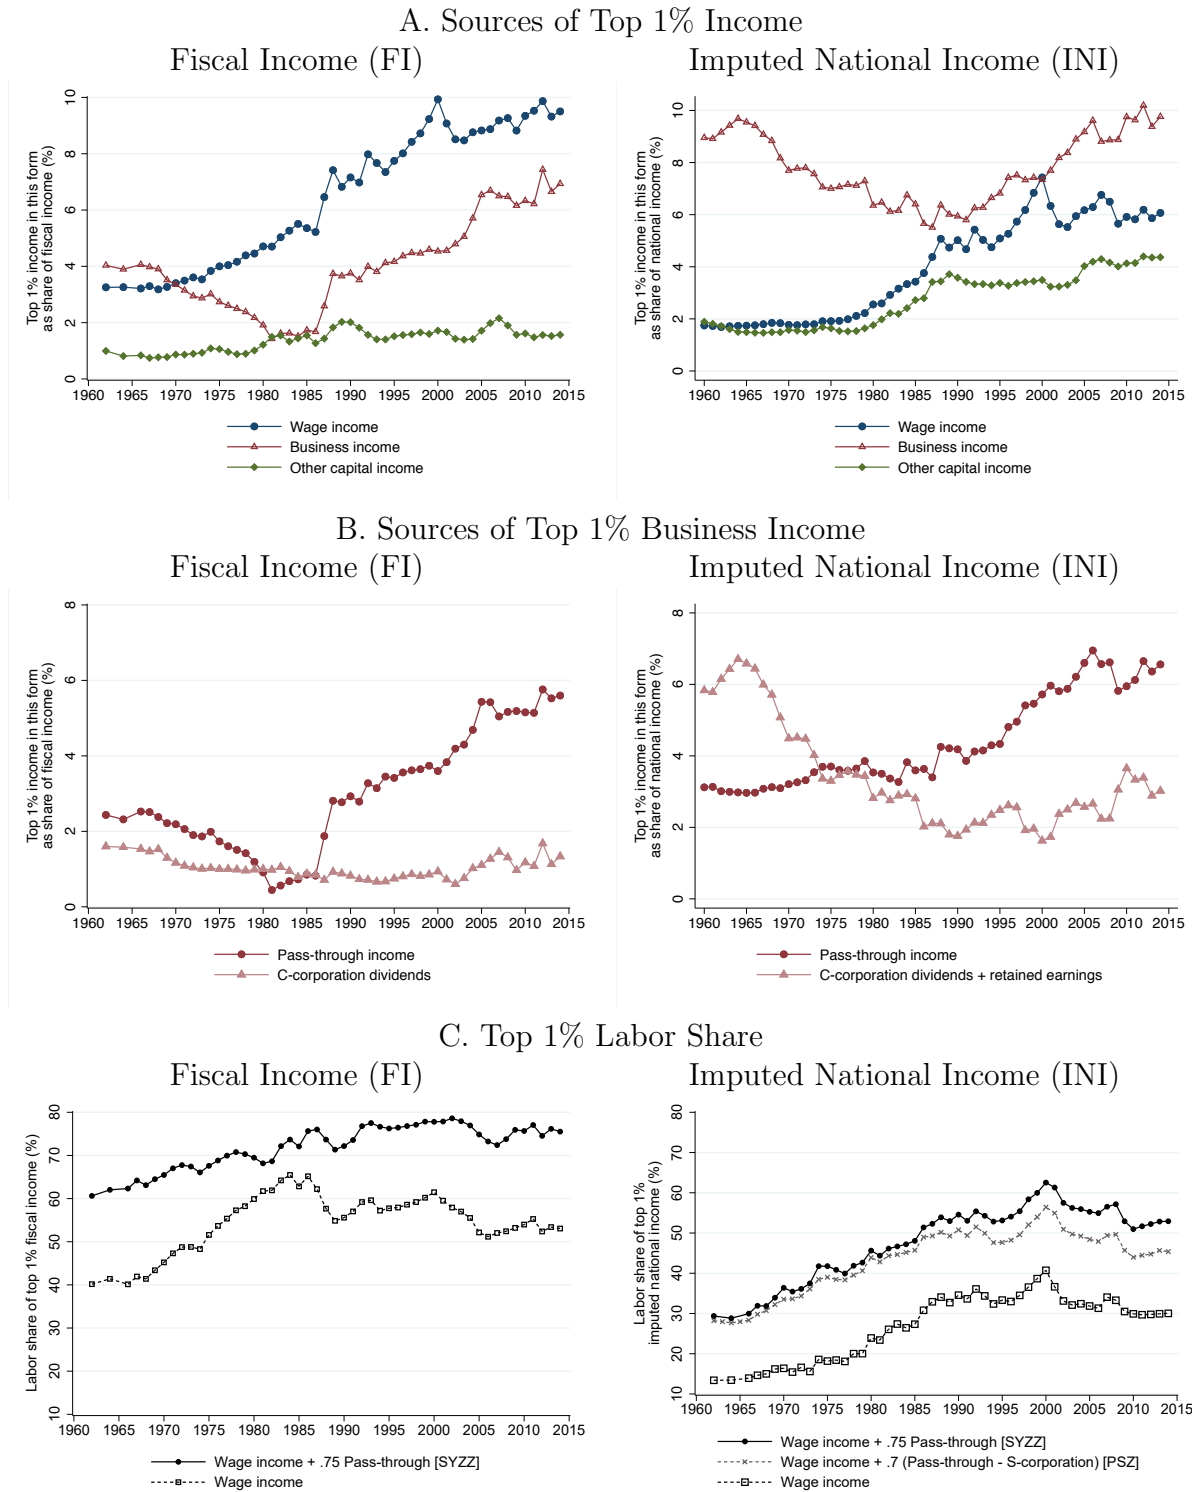 A. Sources of Top 1% Income
Fiscal Income (FI)
Imputed National Income (INI)
Top 1% income in this form
as share of fiscal income (%)
0
2
4
6
8
10
1960 1965 1970 1975 1980 1985 1990 1995 2000 2005 2010 2015
Wage income
Business income
Other capital income
Top 1% income in this form
as share of national income (%)
0
2
4
6
8
10
1960 1965 1970 1975 1980 1985 1990 1995 2000 2005 2010 2015
Wage income
Business income
Other capital income
B. Sources of Top 1% Business Income
Fiscal Income (FI)
Imputed National Income (INI)
Top 1% income in this form
as share of fiscal income (%)
0
2
4
6
8
1960 1965 1970 1975 1980 1985 1990 1995 2000 2005 2010 2015
Pass-through income
C-corporation dividends
Top 1% income in this form
as share of national income (%)
0
2
4
6
8
1960 1965 1970 1975 1980 1985 1990 1995 2000 2005 2010 2015
Pass-through income
C-corporation dividends + retained earnings
C. Top 1% Labor Share
Fiscal Income (FI)
Imputed National Income (INI)
Labor share of top 1% fiscal income (%)
10
20
30
40
50
60
70
80
1960 1965 1970 1975 1980 1985 1990 1995 2000 2005 2010 2015
Wage income + .75 Pass-through [SYZZ]
Wage income
Labor share of top 1%
imputed national income (%)
10
20
30
40
50
60
70
80
1960 1965 1970 1975 1980 1985 1990 1995 2000 2005 2010 2015
Wage income + .75 Pass-through [SYZZ]
Wage income + .7 (Pass-through - S-corporation) [PSZ]
Wage income